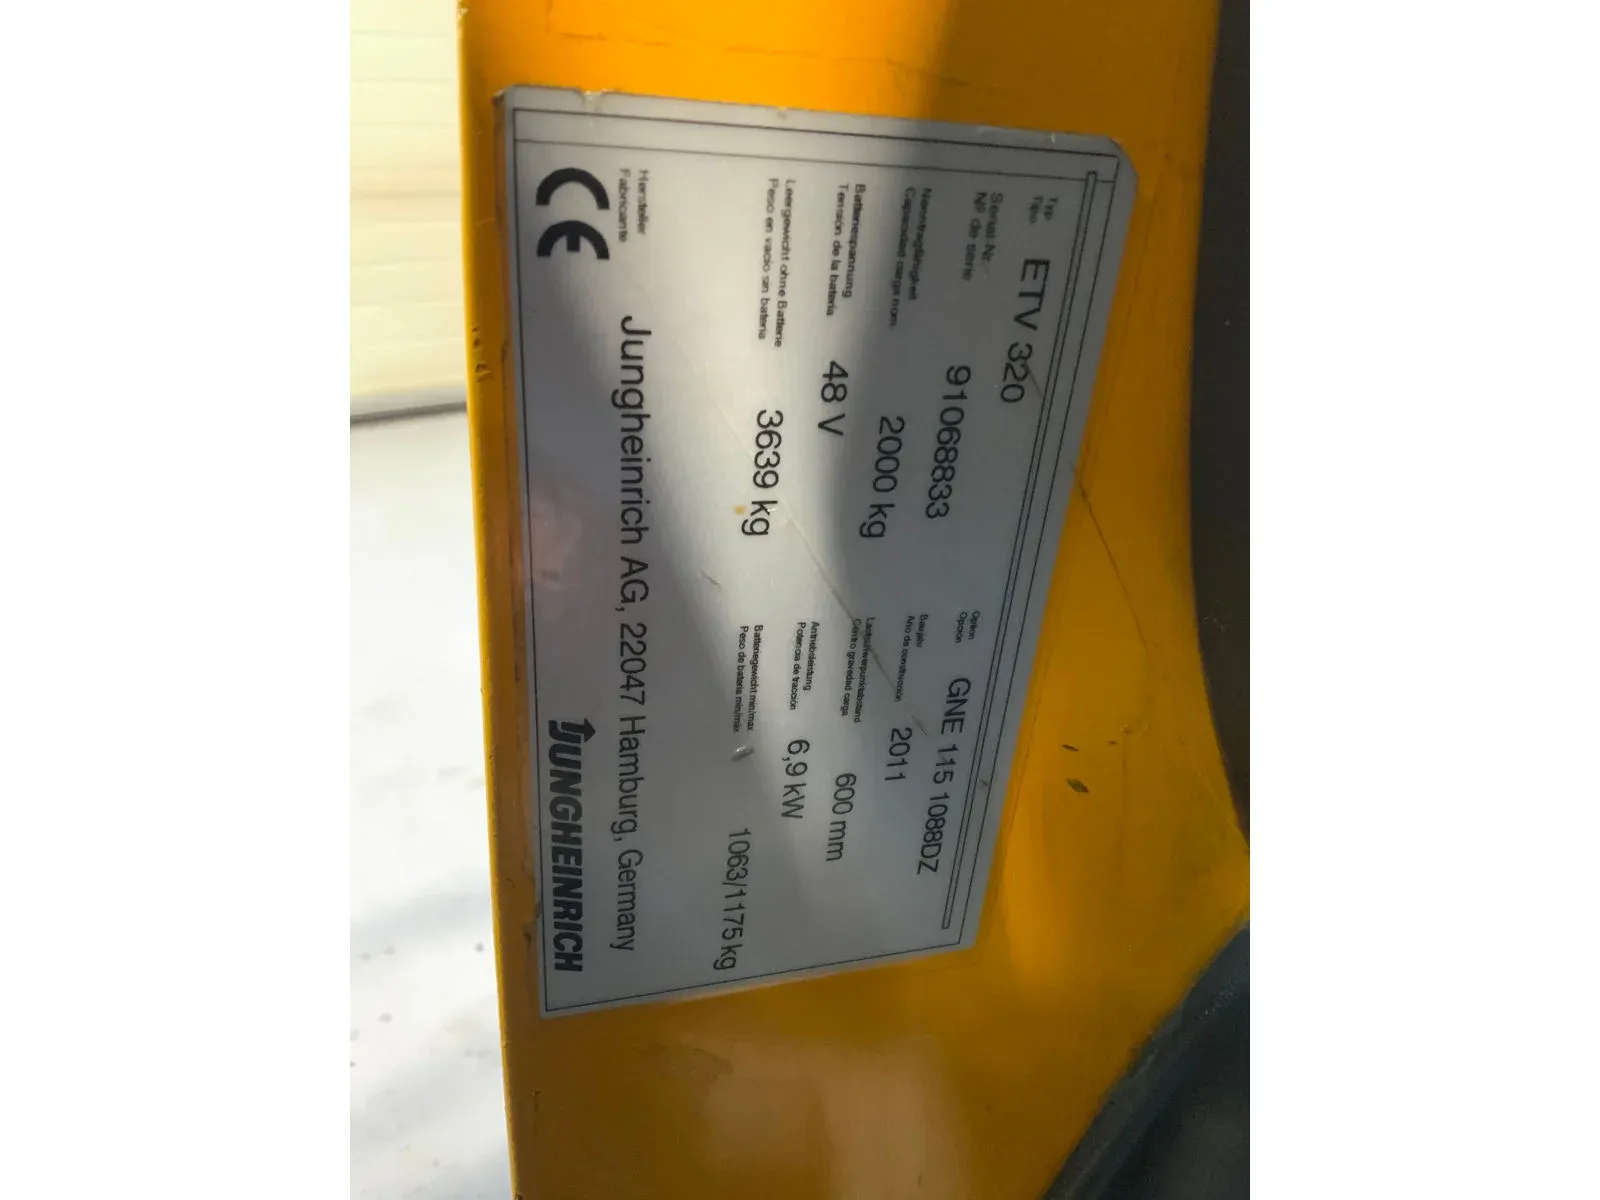 Typ ETV 320
Tipo
Serial Nr. 91068833
Nº de serie
Option GNE 115 1088DZ
Opción
Nenntragfähigkeit 2000 kg
Capacidad carga nom.
Baujahr 2011
Año de construcción
Batteriespannung 48 V
Tensión de la batería
Lastschwerpunktabstand 600 mm
Centro gravedad carga
Leergewicht ohne Batterie 3639 kg
Peso en vacio sin batería
Antriebsleistung 6,9 kW
Potencia de tracción
Batteriegewicht min/max 1063/1175 kg
Peso de batería min/máx.
Hersteller Jungheinrich AG, 22047 Hamburg, Germany
Fabricante
CE JUNGHEINRICH